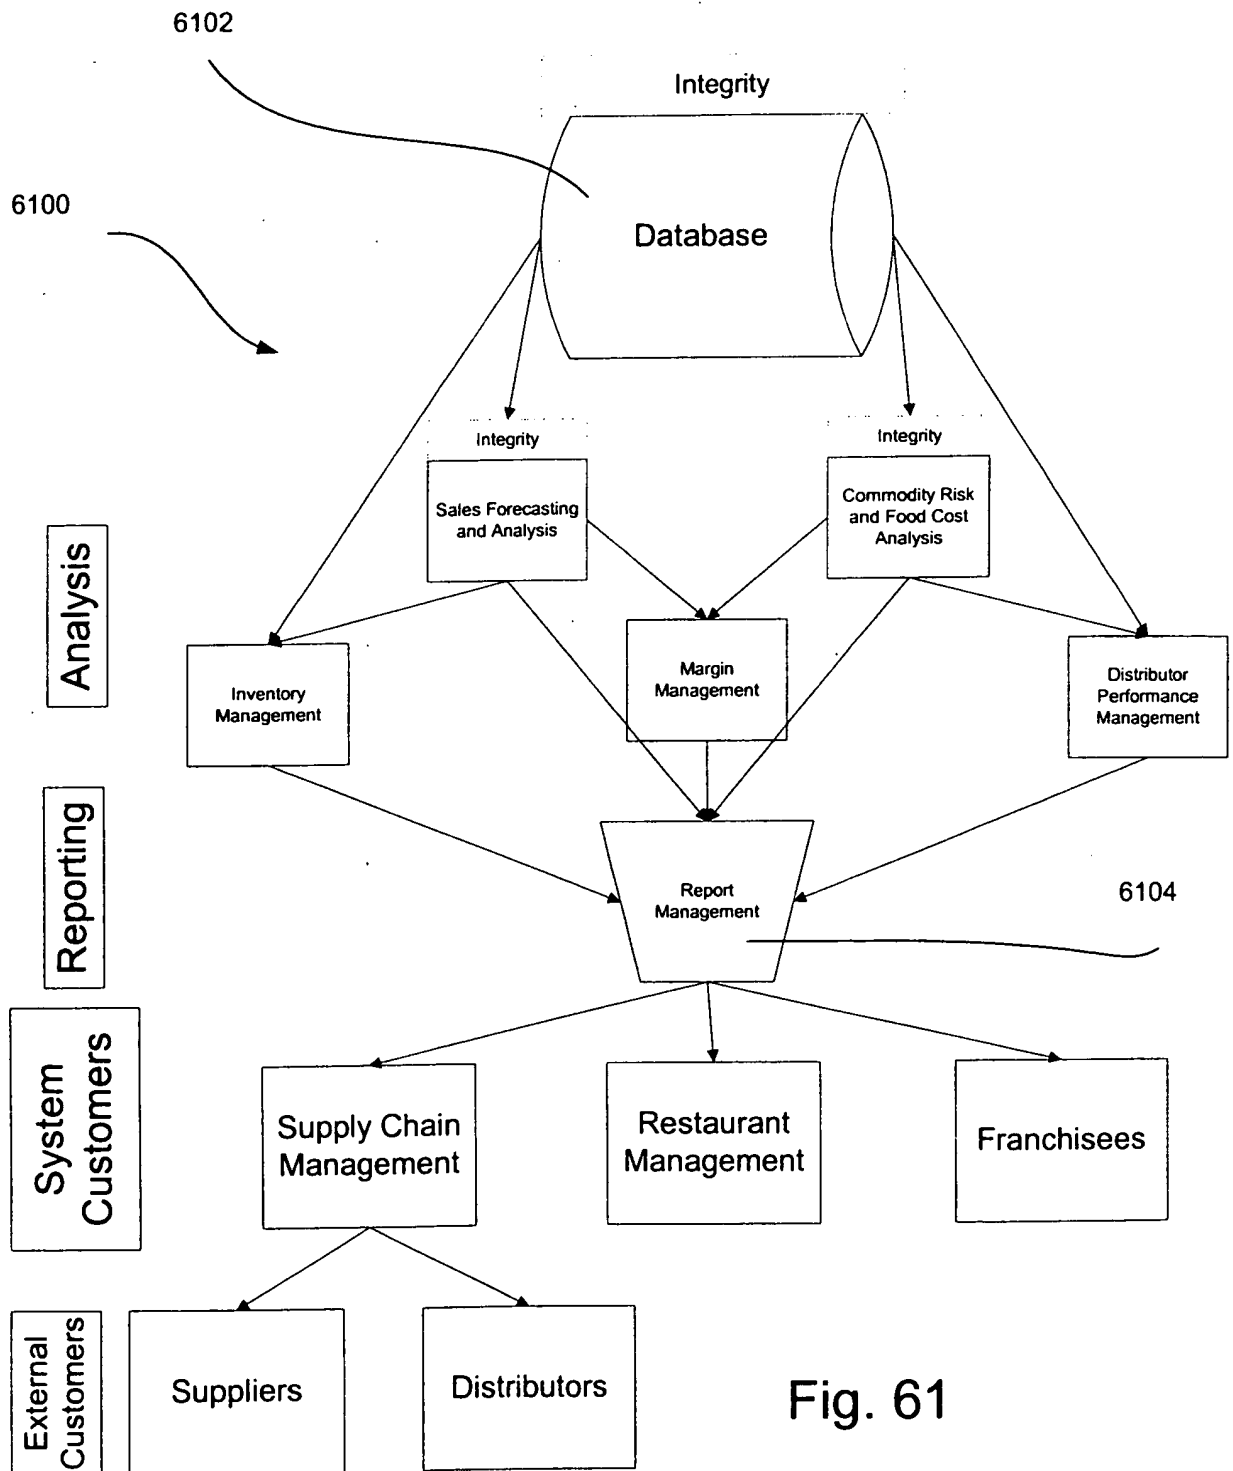 6102
Integrity
6100
Database
Integrity
Integrity
Sales Forecasting
and Analysis
Commodity Risk
and Food Cost
Analysis
Analysis
Inventory
Management
Margin
Management
Distributor
Performance
Management
Reporting
Report
Management
6104
System
Customers
Supply Chain
Management
Restaurant
Management
Franchisees
External
Customers
Suppliers
Distributors
Fig. 61